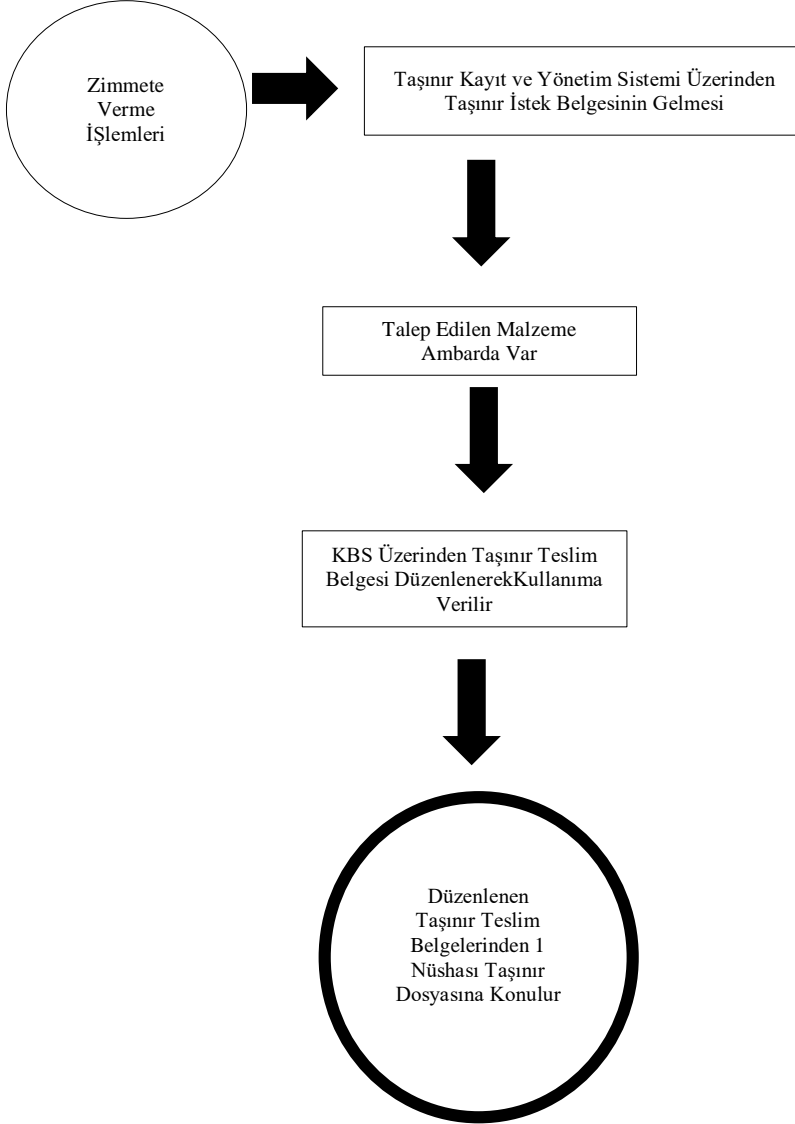 Zimmete
Verme
İŞlemleri
Taşınır Kayıt ve Yönetim Sistemi Üzerinden
Taşınır İstek Belgesinin Gelmesi
Talep Edilen Malzeme
Ambarda Var
KBS Üzerinden Taşınır Teslim
Belgesi DüzenlenerekKullanıma
Verilir
Düzenlenen
Taşınır Teslim
Belgelerinden 1
Nüshası Taşınır
Dosyasına Konulur